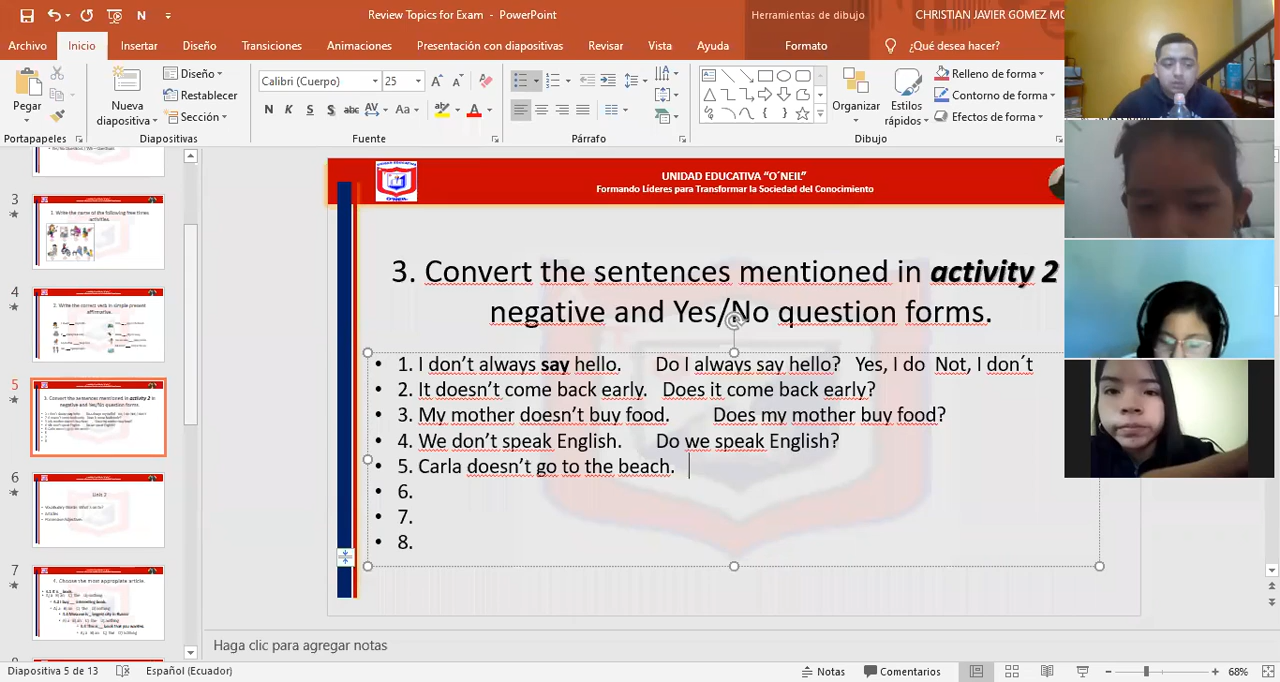 Review Topics for Exam - PowerPoint
Herramientas de dibujo
CHRISTIAN JAVIER GOMEZ
Archivo Inicio Insertar Diseño Transiciones Animaciones Presentación con diapositivas Revisar Vista Ayuda Formato ¿Qué desea hacer?
Pegar
Nueva diapositiva
Diseño
Restablecer
Sección
Calibri (Cuerpo) 25
Organizar
Estilos rápidos
Relleno de forma
Contorno de forma
Efectos de forma
Portapapeles Diapositivas Fuente Párrafo Dibujo
UNIDAD EDUCATIVA "O´NEIL"
Formando Líderes para Transformar la Sociedad del Conocimiento
3. Convert the sentences mentioned in activity 2
negative and Yes/No question forms.
• 1. I don't always say hello. Do I always say hello? Yes, I do Not, I don't
• 2. It doesn't come back early. Does it come back early?
• 3. My mother doesn't buy food. Does my mother buy food?
• 4. We don't speak English. Do we speak English?
• 5. Carla doesn't go to the beach.
• 6.
• 7.
• 8.
3
4
5
6
7
Haga clic para agregar notas
Diapositiva 5 de 13 Español (Ecuador) Notas Comentarios 68%